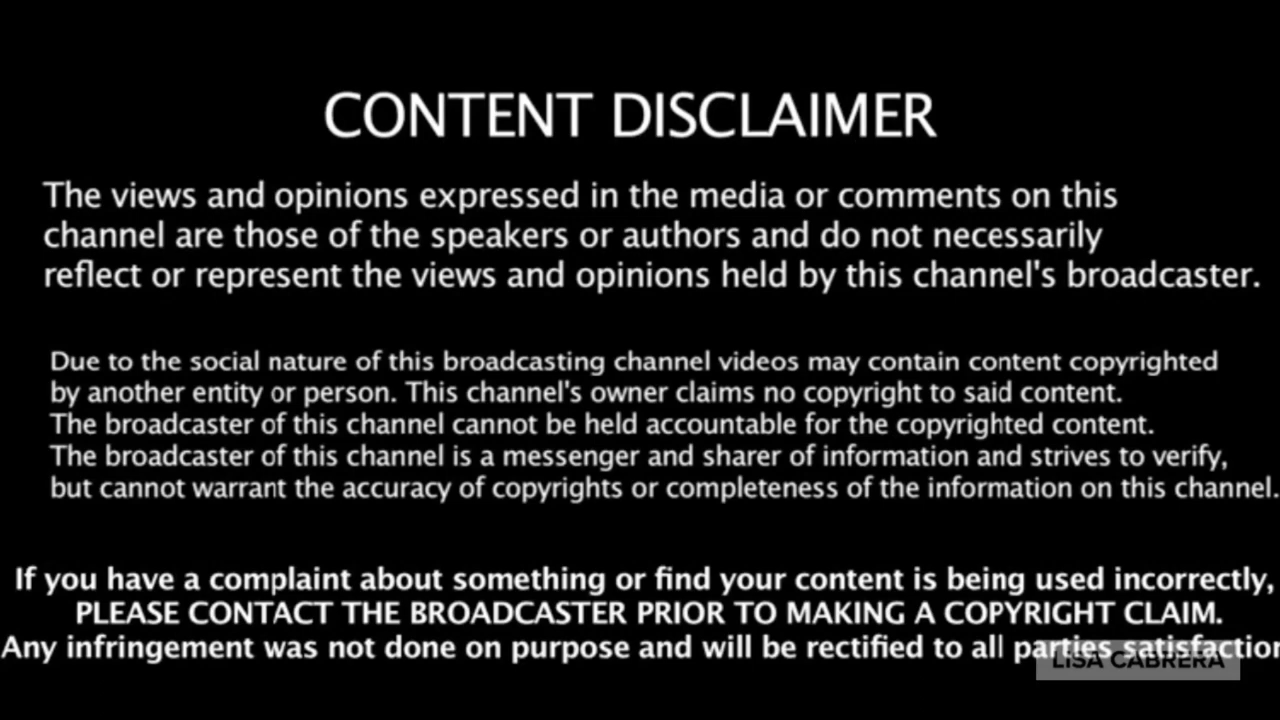 CONTENT DISCLAIMER
The views and opinions expressed in the media or comments on this
channel are those of the speakers or authors and do not necessarily
reflect or represent the views and opinions held by this channel's broadcaster.
Due to the social nature of this broadcasting channel videos may contain content copyrighted
by another entity or person. This channel's owner claims no copyright to said content.
The broadcaster of this channel cannot be held accountable for the copyrighted content.
The broadcaster of this channel is a messenger and sharer of information and strives to verify,
but cannot warrant the accuracy of copyrights or completeness of the information on this channel.
If you have a complaint about something or find your content is being used incorrectly,
PLEASE CONTACT THE BROADCASTER PRIOR TO MAKING A COPYRIGHT CLAIM.
Any infringement was not done on purpose and will be rectified to all parties satisfaction
LISA CABRERA